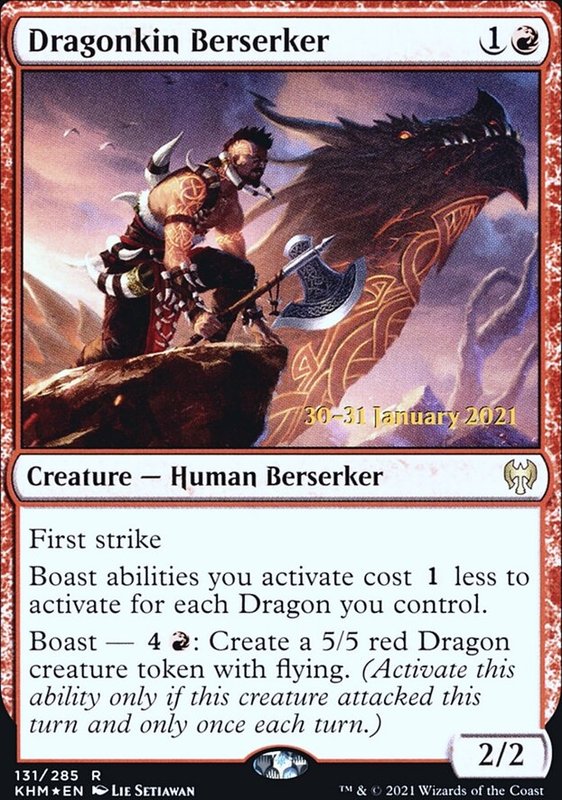 Dragonkin Berserker 1
30–31 January 2021
Creature — Human Berserker
First strike
Boast abilities you activate cost 1 less to
activate for each Dragon you control.
Boast — 4 : Create a 5/5 red Dragon
creature token with flying. (Activate this
ability only if this creature attacked this
turn and only once each turn.)
2/2
131/285 R
KHM★EN Lie Setiawan
™ & © 2021 Wizards of the Coast